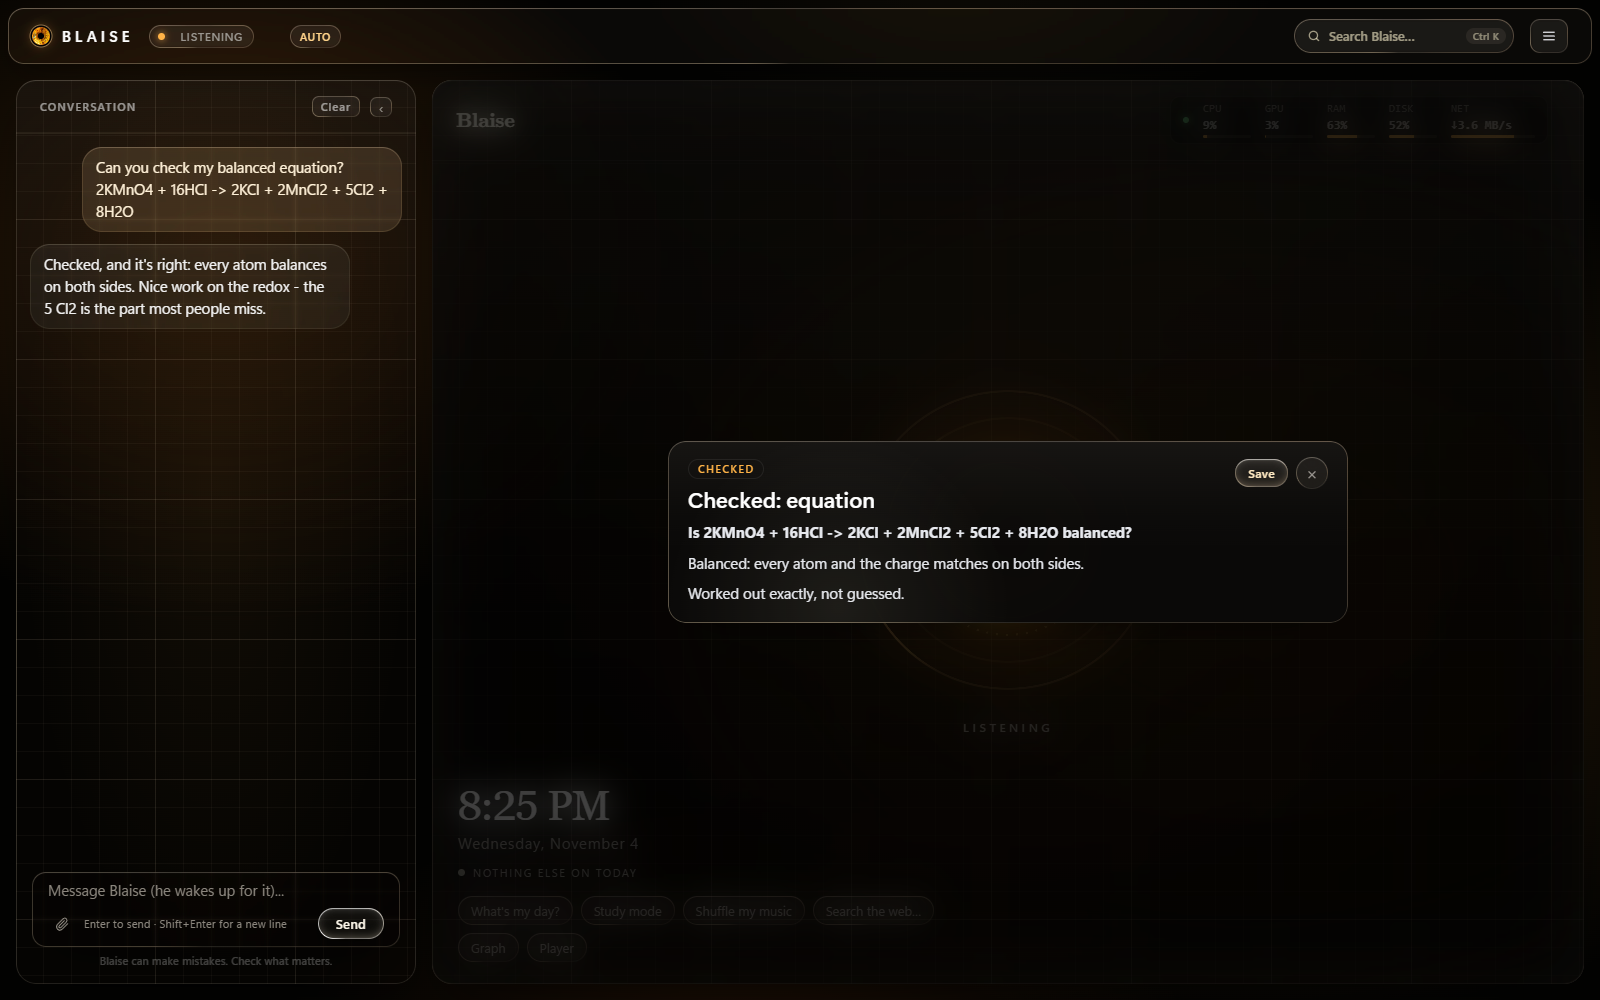 BLAISE
LISTENING
AUTO
Search Blaise...
Ctrl K
CONVERSATION
Clear
Can you check my balanced equation?
2KMnO4 + 16HCl -> 2KCl + 2MnCl2 + 5Cl2 +
8H2O
Checked, and it's right: every atom balances
on both sides. Nice work on the redox - the
5 Cl2 is the part most people miss.
Message Blaise (he wakes up for it)...
Enter to send · Shift+Enter for a new line
Send
Blaise can make mistakes. Check what matters.
Blaise
CPU GPU RAM DISK NET
9% 3% 63% 52% ↓3.6 MB/s
CHECKED
Save
Checked: equation
Is 2KMnO4 + 16HCl -> 2KCl + 2MnCl2 + 5Cl2 + 8H2O balanced?
Balanced: every atom and the charge matches on both sides.
Worked out exactly, not guessed.
LISTENING
8:25 PM
Wednesday, November 4
NOTHING ELSE ON TODAY
What's my day?
Study mode
Shuffle my music
Search the web...
Graph
Player